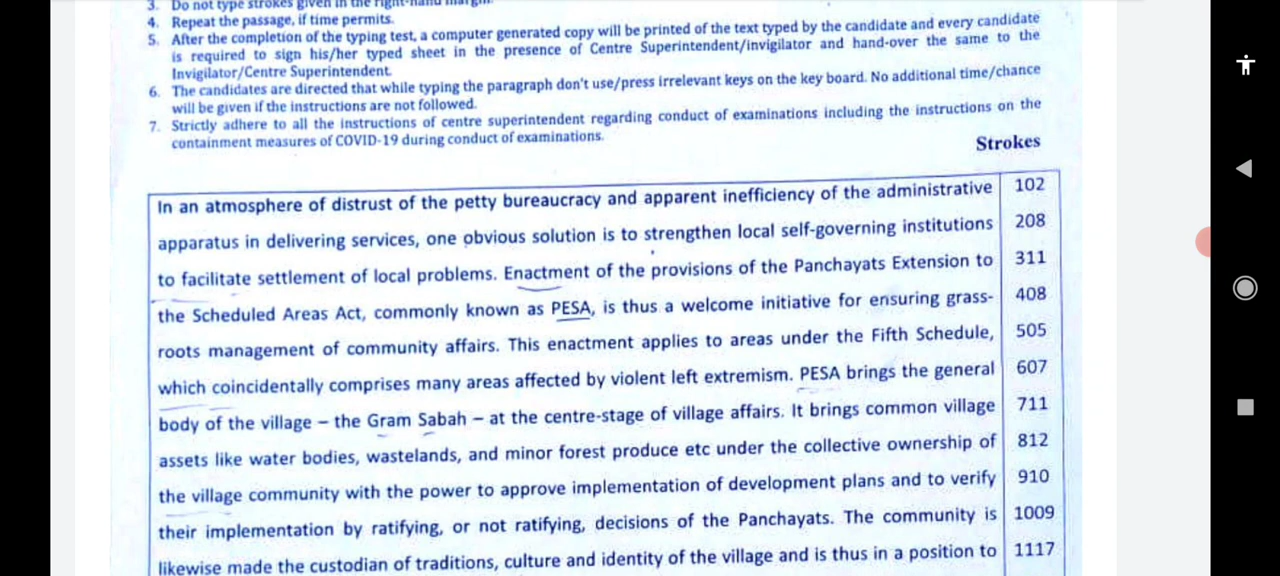 3. Do not type strokes given in the right-hand margin.
4. Repeat the passage, if time permits.
5. After the completion of the typing test, a computer generated copy will be printed of the text typed by the candidate and every candidate
is required to sign his/her typed sheet in the presence of Centre Superintendent/invigilator and hand-over the same to the
Invigilator/Centre Superintendent.
6. The candidates are directed that while typing the paragraph don't use/press irrelevant keys on the key board. No additional time/chance
will be given if the instructions are not followed.
7. Strictly adhere to all the instructions of centre superintendent regarding conduct of examinations including the instructions on the
containment measures of COVID-19 during conduct of examinations.
Strokes
In an atmosphere of distrust of the petty bureaucracy and apparent inefficiency of the administrative 102
apparatus in delivering services, one obvious solution is to strengthen local self-governing institutions 208
to facilitate settlement of local problems. Enactment of the provisions of the Panchayats Extension to 311
the Scheduled Areas Act, commonly known as PESA, is thus a welcome initiative for ensuring grass- 408
roots management of community affairs. This enactment applies to areas under the Fifth Schedule, 505
which coincidentally comprises many areas affected by violent left extremism. PESA brings the general 607
body of the village – the Gram Sabah – at the centre-stage of village affairs. It brings common village 711
assets like water bodies, wastelands, and minor forest produce etc under the collective ownership of 812
the village community with the power to approve implementation of development plans and to verify 910
their implementation by ratifying, or not ratifying, decisions of the Panchayats. The community is 1009
likewise made the custodian of traditions, culture and identity of the village and is thus in a position to 1117